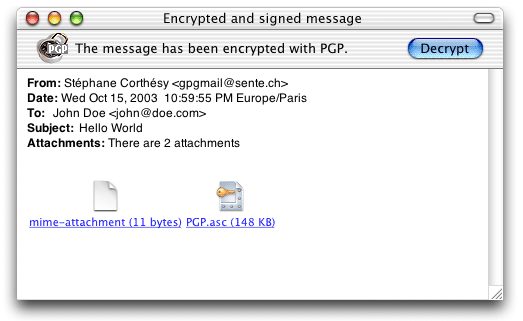 Encrypted and signed message
PGP
The message has been encrypted with PGP.
Decrypt
From: Stéphane Corthésy <gpgmail@sente.ch>
Date: Wed Oct 15, 2003 10:59:55 PM Europe/Paris
To: John Doe <john@doe.com>
Subject: Hello World
Attachments: There are 2 attachments
mime-attachment (11 bytes) PGP.asc (148 KB)